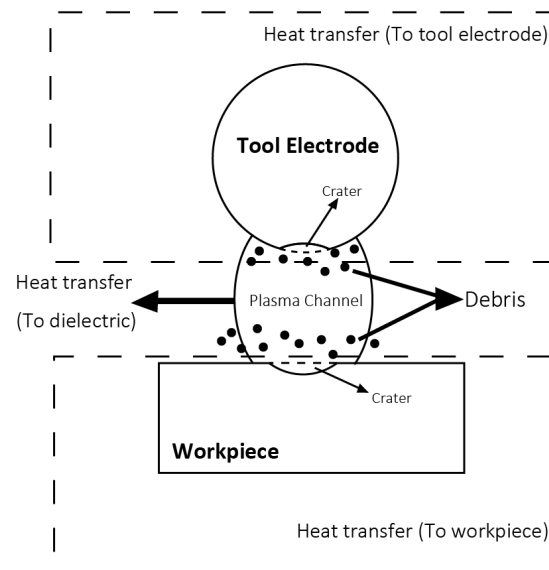 Heat transfer (To tool electrode)
Tool Electrode
Crater
Heat transfer
(To dielectric)
Plasma Channel
Debris
Crater
Workpiece
Heat transfer (To workpiece)